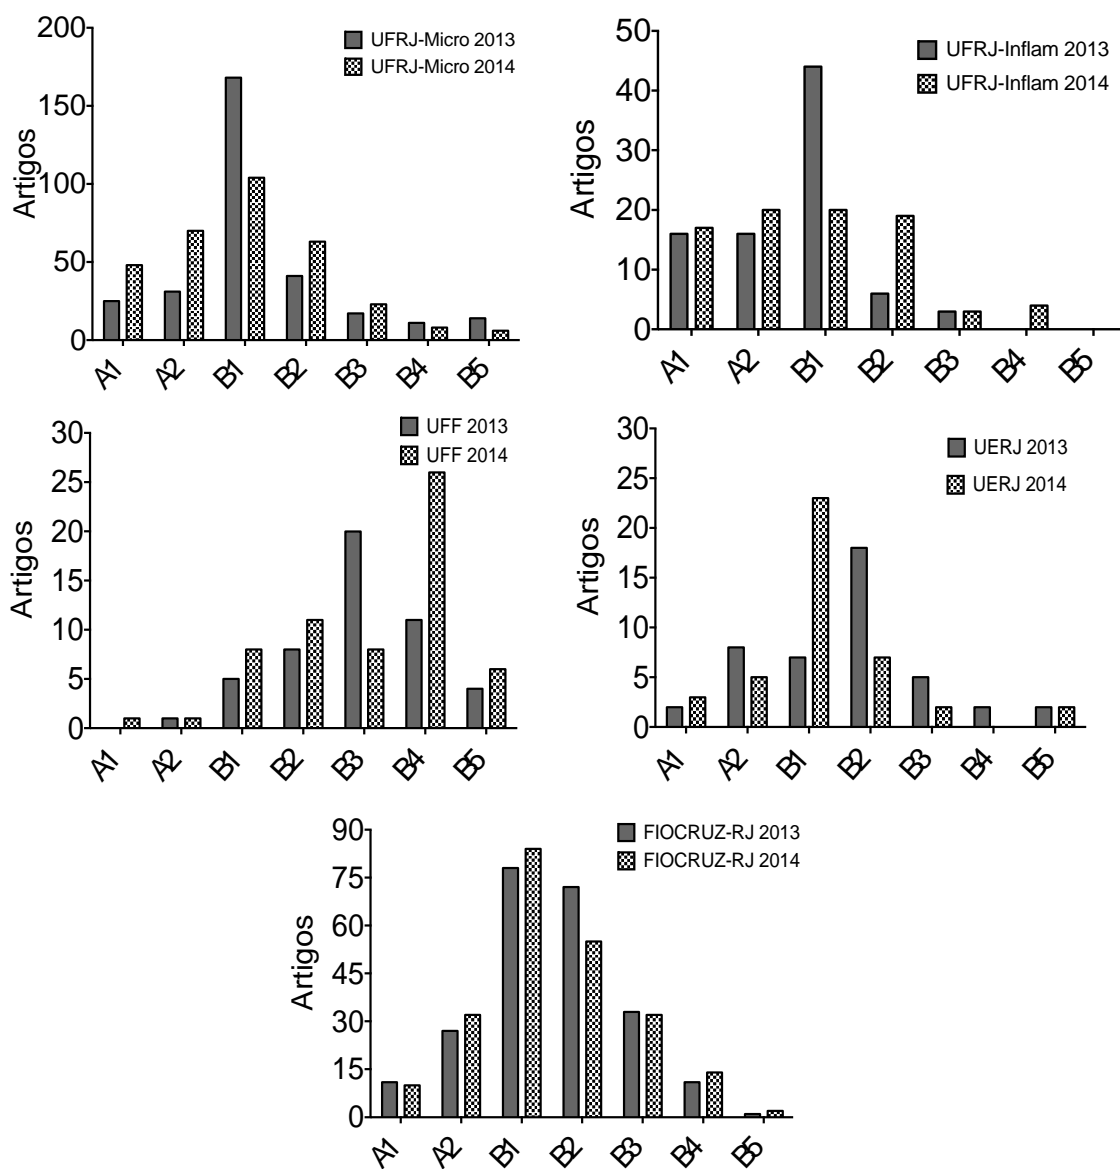 UFRJ-Micro 2013
UFRJ-Micro 2014
Artigos
200
150
100
50
0
A1 A2 B1 B2 B3 B4 B5
UFRJ-Inflam 2013
UFRJ-Inflam 2014
Artigos
50
40
30
20
10
0
A1 A2 B1 B2 B3 B4 B5
UFF 2013
UFF 2014
Artigos
30
25
20
15
10
5
0
A1 A2 B1 B2 B3 B4 B5
UERJ 2013
UERJ 2014
Artigos
30
25
20
15
10
5
0
A1 A2 B1 B2 B3 B4 B5
FIOCRUZ-RJ 2013
FIOCRUZ-RJ 2014
Artigos
90
75
60
45
30
15
0
A1 A2 B1 B2 B3 B4 B5